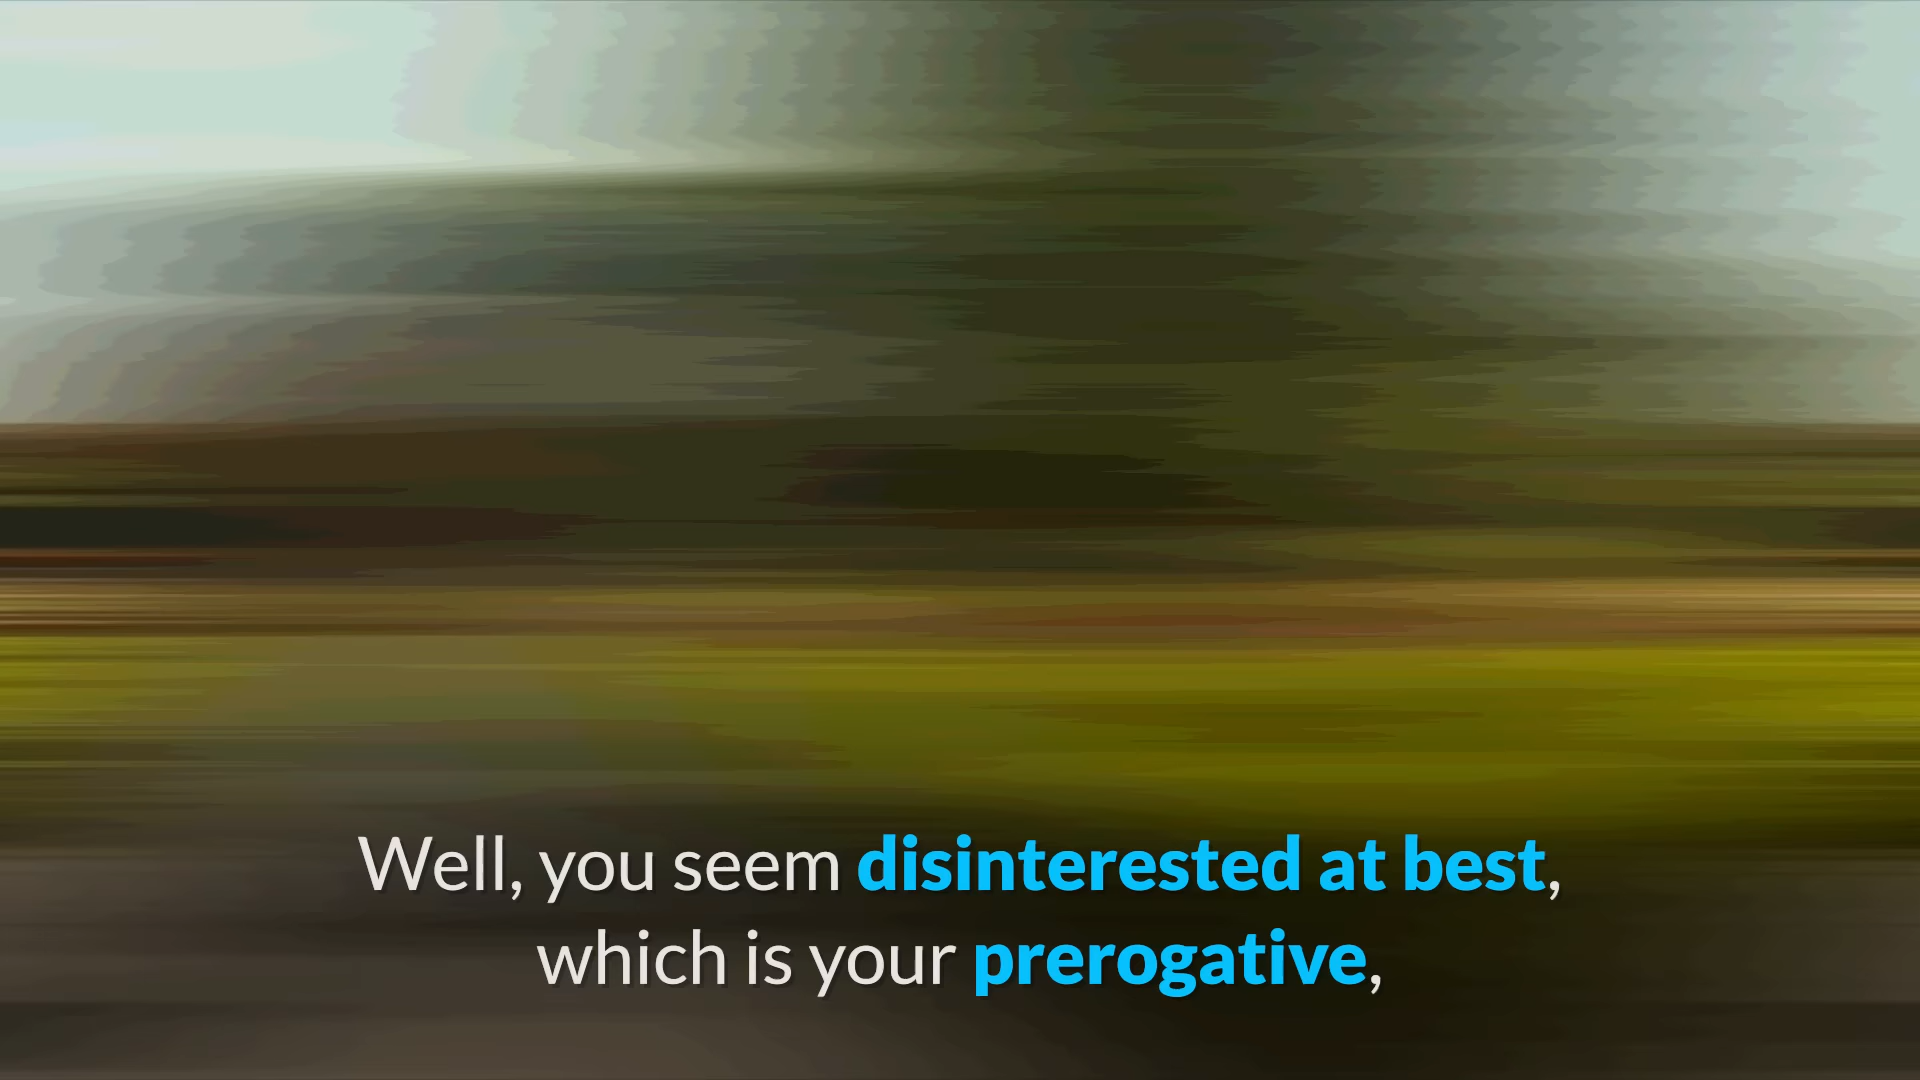 Well, you seem disinterested at best,
which is your prerogative,